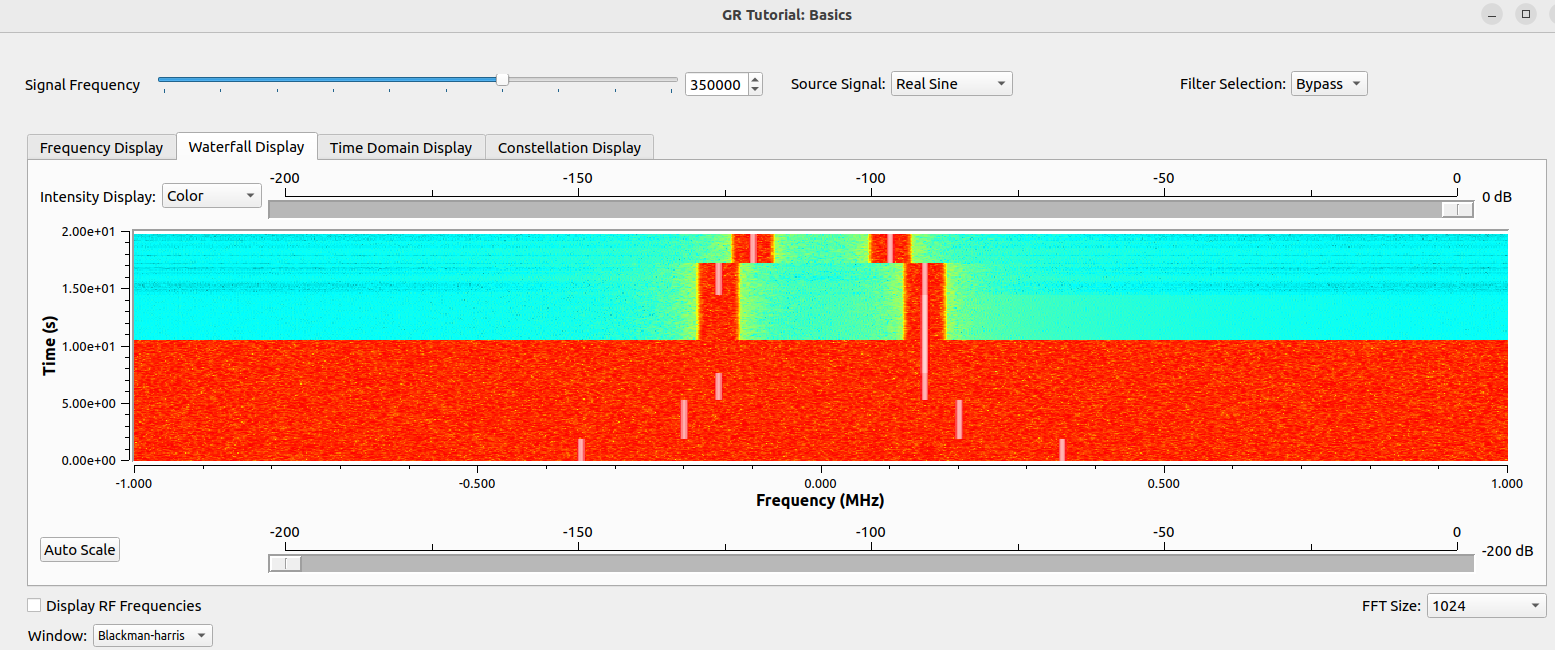 GR Tutorial: Basics
Signal Frequency 350000 Source Signal: Real Sine Filter Selection: Bypass
Frequency Display Waterfall Display Time Domain Display Constellation Display
-200 -150 -100 -50 0
Intensity Display: Color 0 dB
2.00e+01
1.50e+01
1.00e+01
5.00e+00
0.00e+00
Time (s)
-1.000 -0.500 0.000 0.500 1.000
Frequency (MHz)
-200 -150 -100 -50 0
Auto Scale -200 dB
Display RF Frequencies FFT Size: 1024
Window: Blackman-harris